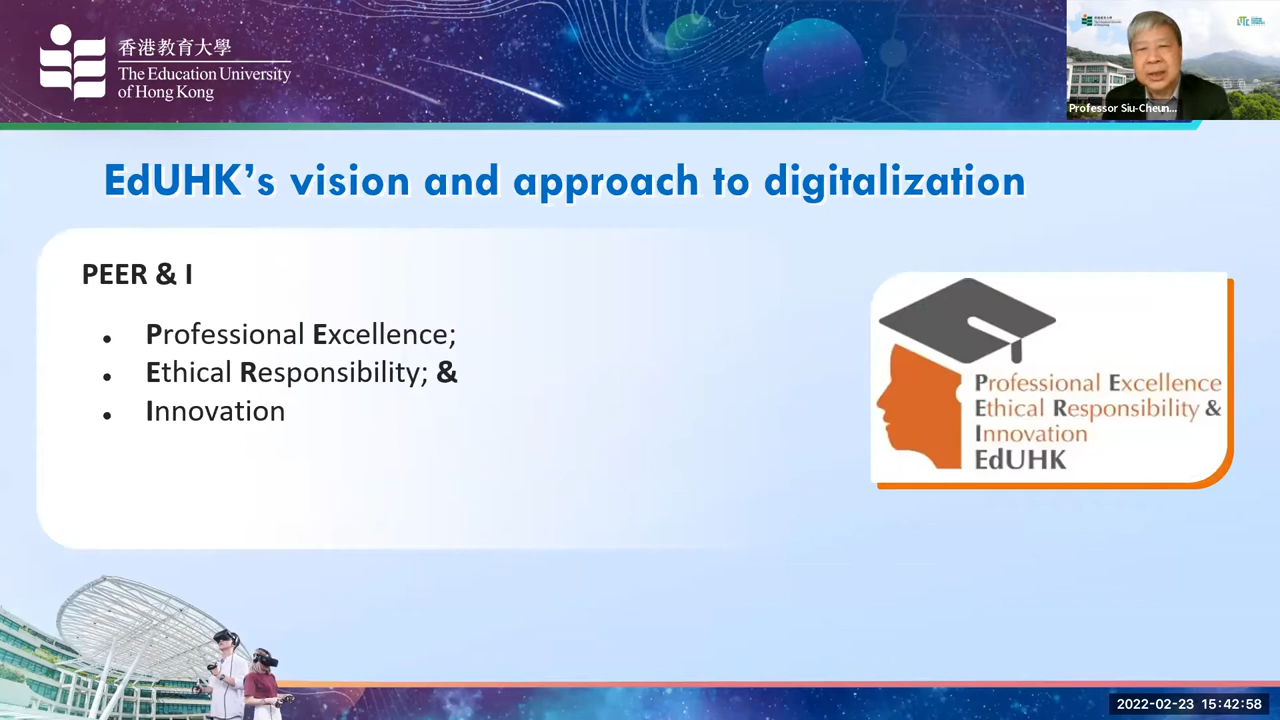 香港教育大學
The Education University
of Hong Kong
Professor Siu-Cheun...
EdUHK's vision and approach to digitalization
PEER & I
• Professional Excellence;
• Ethical Responsibility; &
• Innovation
Professional Excellence
Ethical Responsibility &
Innovation
EdUHK
2022-02-23 15:42:58